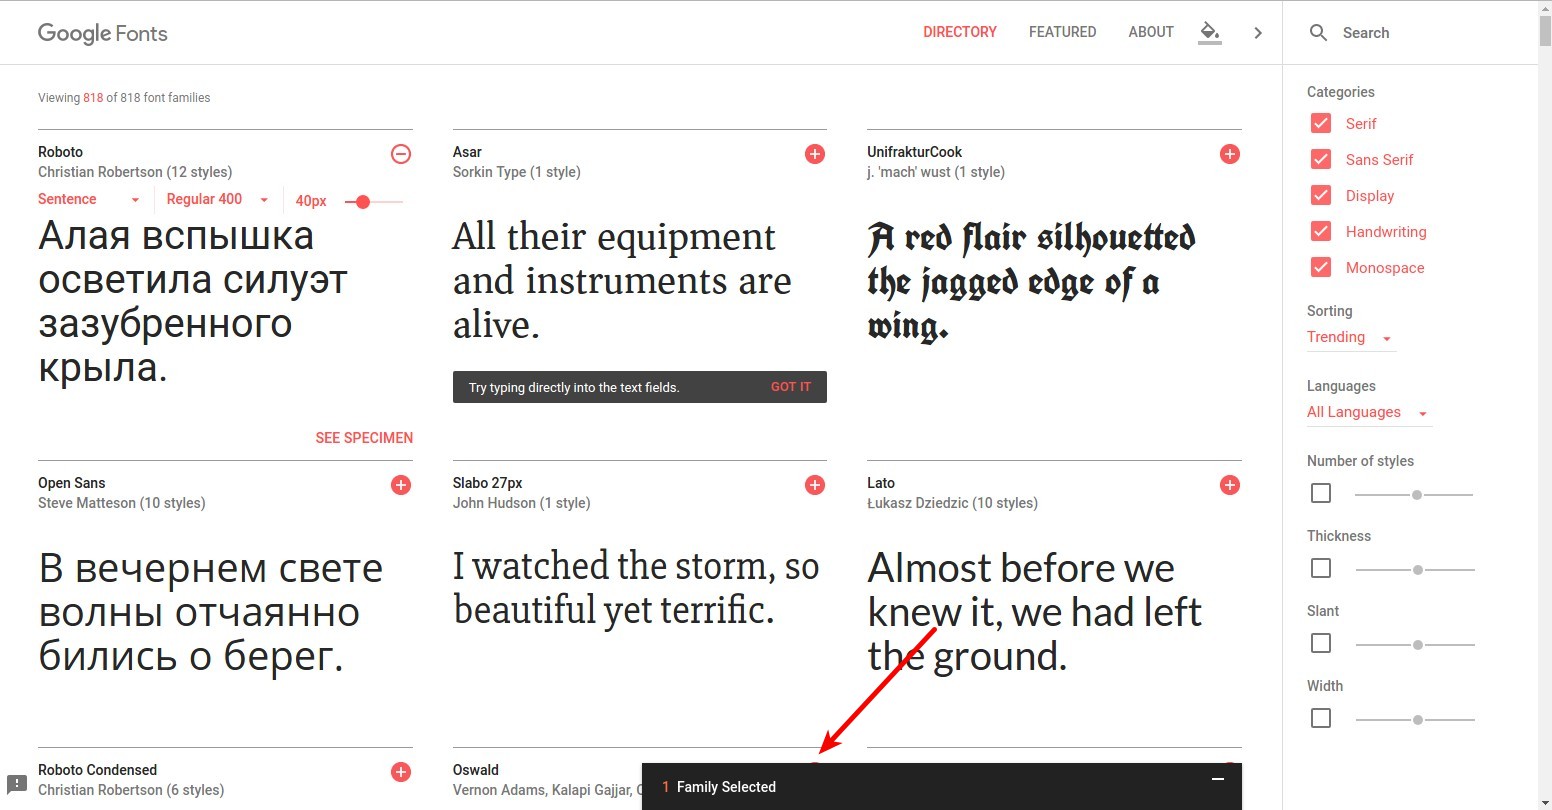 Google Fonts
DIRECTORY
FEATURED
ABOUT
Search
Viewing 818 of 818 font families
Roboto
Christian Robertson (12 styles)
Sentence
Regular 400
40px
Алая вспышка
осветила силуэт
зазубренного
крыла.
SEE SPECIMEN
Asar
Sorkin Type (1 style)
All their equipment
and instruments are
alive.
Try typing directly into the text fields.
GOT IT
UnifrakturCook
j. 'mach' wust (1 style)
A red flair silhouetted
the jagged edge of a
wing.
Open Sans
Steve Matteson (10 styles)
В вечернем свете
волны отчаянно
бились о берег.
Slabo 27px
John Hudson (1 style)
I watched the storm, so
beautiful yet terrific.
Lato
Łukasz Dziedzic (10 styles)
Almost before we
knew it, we had left
the ground.
Roboto Condensed
Christian Robertson (6 styles)
Oswald
Vernon Adams, Kalapi Gajjar,
1 Family Selected
Categories
Serif
Sans Serif
Display
Handwriting
Monospace
Sorting
Trending
Languages
All Languages
Number of styles
Thickness
Slant
Width